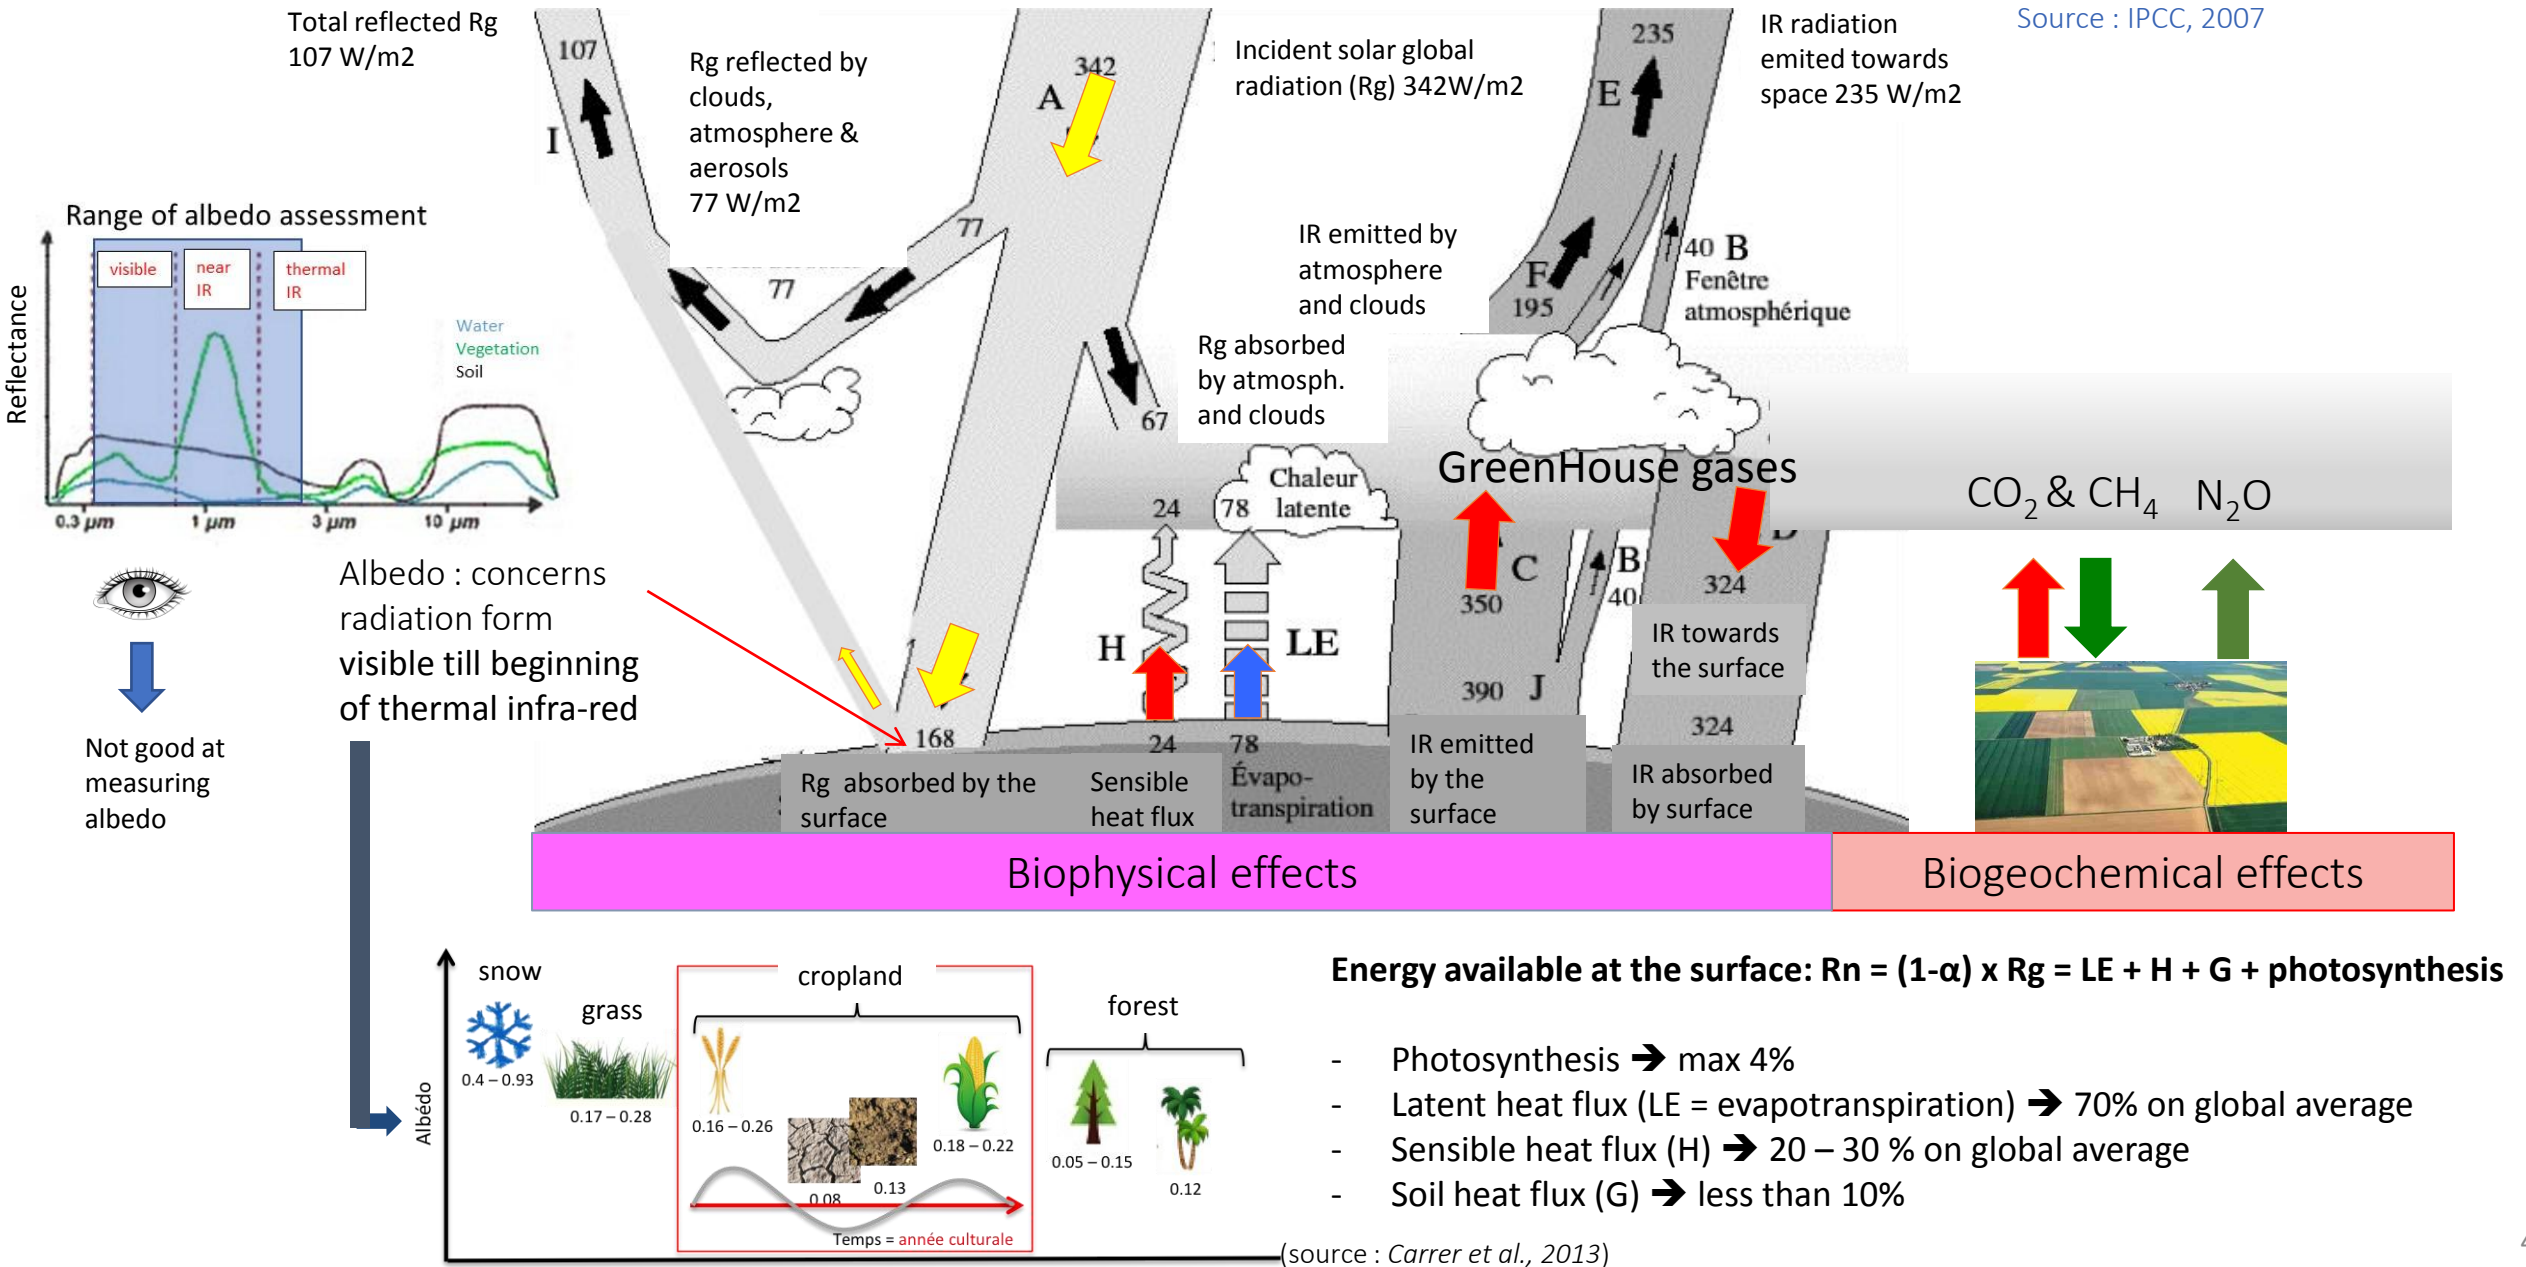 Total reflected Rg
107 W/m2
107
I
Rg reflected by
clouds,
atmosphere &
aerosols
77 W/m2
77
77
342
A
Incident solar global
radiation (Rg) 342W/m2
235
E
IR radiation
emited towards
space 235 W/m2
Source : IPCC, 2007
Range of albedo assessment
visible
near
IR
thermal
IR
Water
Vegetation
Soil
Reflectance
0.3 µm
1 µm
3 µm
10 µm
IR emitted by
atmosphere
and clouds
F
195
40 B
Fenêtre
atmosphérique
Rg absorbed
by atmosph.
and clouds
67
GreenHouse gases
Chaleur
latente
24
78
CO2 & CH4
N2O
Albedo : concerns
radiation form
visible till beginning
of thermal infra-red
Not good at
measuring
albedo
H
LE
C
350
B
40
D
324
IR towards
the surface
390 J
324
168
24
78
Rg absorbed by the
surface
Sensible
heat flux
Évapo-
transpiration
IR emitted
by the
surface
IR absorbed
by surface
Biophysical effects
Biogeochemical effects
Albédo
snow
0.4 – 0.93
grass
0.17 – 0.28
cropland
0.16 – 0.26
0.08
0.13
0.18 – 0.22
Temps = année culturale
forest
0.05 – 0.15
0.12
(source : Carrer et al., 2013)
Energy available at the surface: Rn = (1-α) x Rg = LE + H + G + photosynthesis
- Photosynthesis ➔ max 4%
- Latent heat flux (LE = evapotranspiration) ➔ 70% on global average
- Sensible heat flux (H) ➔ 20 – 30 % on global average
- Soil heat flux (G) ➔ less than 10%